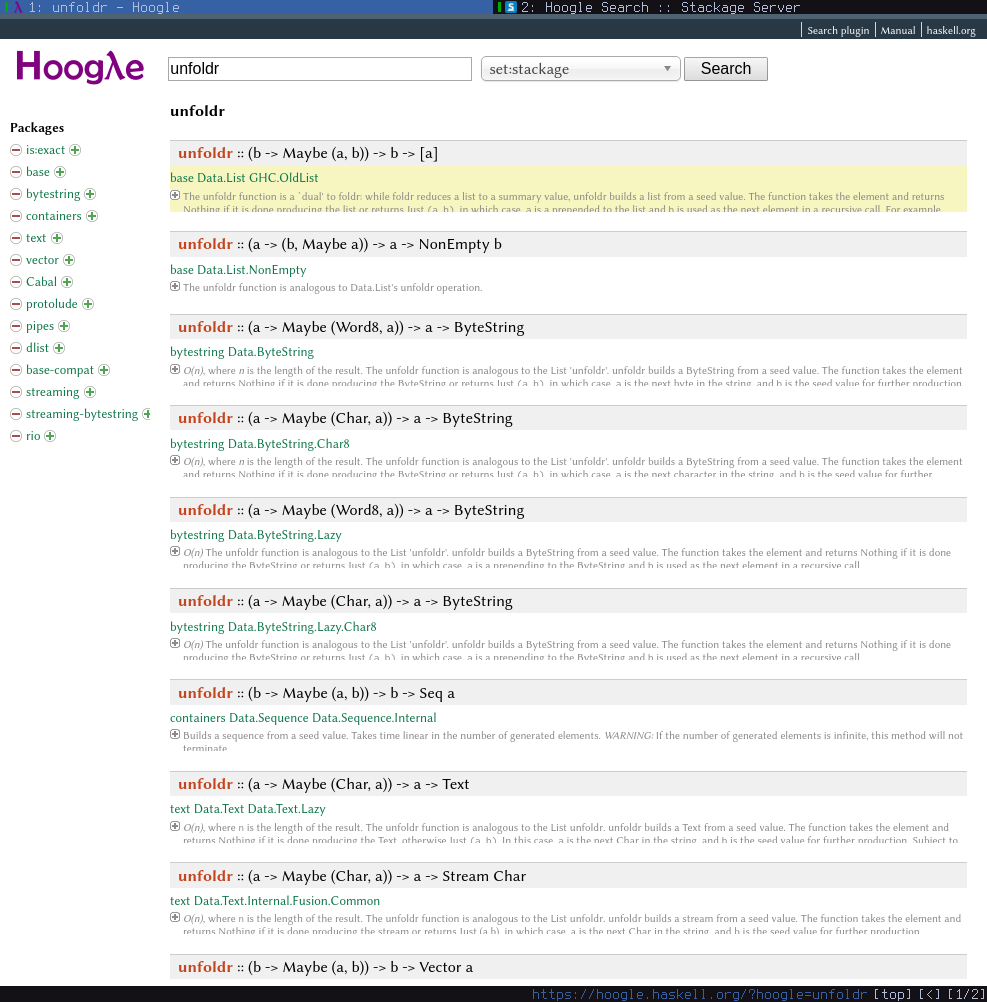 1: unfoldr - Hoogle
2: Hoogle Search :: Stackage Server
Search plugin Manual haskell.org
Hoogλe
unfoldr
set:stackage
Search
unfoldr
Packages
is:exact
base
bytestring
containers
text
vector
Cabal
protolude
pipes
dlist
base-compat
streaming
streaming-bytestring
rio
unfoldr :: (b -> Maybe (a, b)) -> b -> [a]
base Data.List GHC.OldList
The unfoldr function is a `dual' to foldr: while foldr reduces a list to a summary value, unfoldr builds a list from a seed value. The function takes the element and returns
Nothing if it is done producing the list or returns Just (a, b), in which case, a is a prepended to the list and b is used as the next element in a recursive call. For example,
unfoldr :: (a -> (b, Maybe a)) -> a -> NonEmpty b
base Data.List.NonEmpty
The unfoldr function is analogous to Data.List's unfoldr operation.
unfoldr :: (a -> Maybe (Word8, a)) -> a -> ByteString
bytestring Data.ByteString
O(n), where n is the length of the result. The unfoldr function is analogous to the List 'unfoldr'. unfoldr builds a ByteString from a seed value. The function takes the element
and returns Nothing if it is done producing the ByteString or returns Just (a, b), in which case, a is the next byte in the string, and b is the seed value for further production.
unfoldr :: (a -> Maybe (Char, a)) -> a -> ByteString
bytestring Data.ByteString.Char8
O(n), where n is the length of the result. The unfoldr function is analogous to the List 'unfoldr'. unfoldr builds a ByteString from a seed value. The function takes the element
and returns Nothing if it is done producing the ByteString or returns Just (a, b), in which case, a is the next character in the string, and b is the seed value for further
unfoldr :: (a -> Maybe (Word8, a)) -> a -> ByteString
bytestring Data.ByteString.Lazy
O(n) The unfoldr function is analogous to the List 'unfoldr'. unfoldr builds a ByteString from a seed value. The function takes the element and returns Nothing if it is done
producing the ByteString or returns Just (a, b), in which case, a is a prepending to the ByteString and b is used as the next element in a recursive call.
unfoldr :: (a -> Maybe (Char, a)) -> a -> ByteString
bytestring Data.ByteString.Lazy.Char8
O(n) The unfoldr function is analogous to the List 'unfoldr'. unfoldr builds a ByteString from a seed value. The function takes the element and returns Nothing if it is done
producing the ByteString or returns Just (a, b), in which case, a is a prepending to the ByteString and b is used as the next element in a recursive call.
unfoldr :: (b -> Maybe (a, b)) -> b -> Seq a
containers Data.Sequence Data.Sequence.Internal
Builds a sequence from a seed value. Takes time linear in the number of generated elements. WARNING: If the number of generated elements is infinite, this method will not
terminate.
unfoldr :: (a -> Maybe (Char, a)) -> a -> Text
text Data.Text Data.Text.Lazy
O(n), where n is the length of the result. The unfoldr function is analogous to the List unfoldr. unfoldr builds a Text from a seed value. The function takes the element and
returns Nothing if it is done producing the Text, otherwise Just (a, b). In this case, a is the next Char in the string, and b is the seed value for further production. Subject to
unfoldr :: (a -> Maybe (Char, a)) -> a -> Stream Char
text Data.Text.Internal.Fusion.Common
O(n), where n is the length of the result. The unfoldr function is analogous to the List unfoldr. unfoldr builds a stream from a seed value. The function takes the element and
returns Nothing if it is done producing the stream or returns Just (a,b), in which case, a is the next Char in the string, and b is the seed value for further production.
unfoldr :: (b -> Maybe (a, b)) -> b -> Vector a
https://hoogle.haskell.org/?hoogle=unfoldr [top] [<] [1/2]